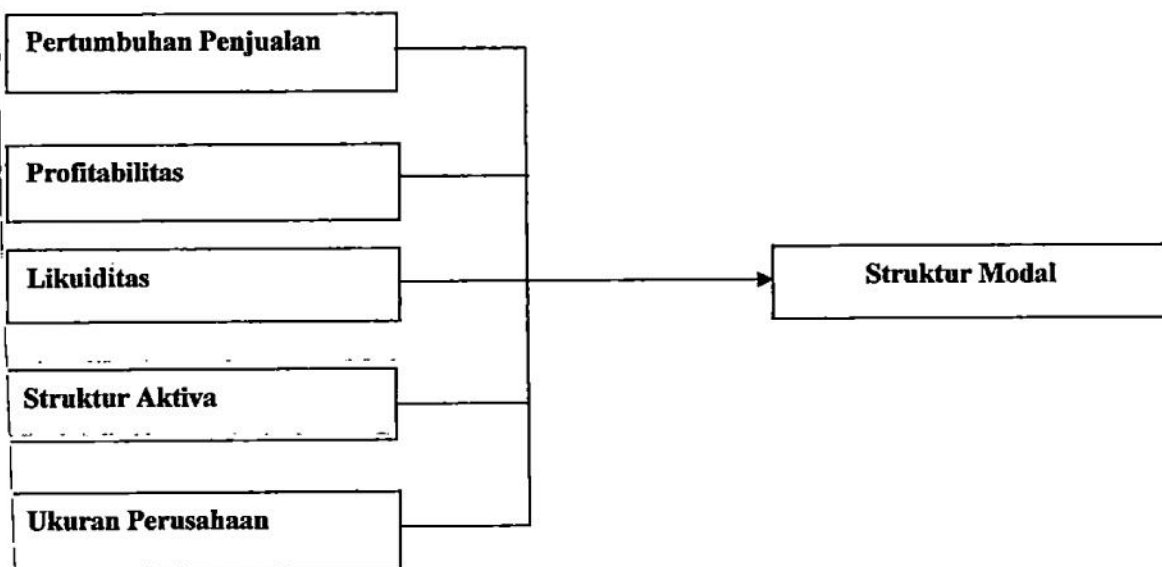 Pertumbuhan Penjualan
Profitabilitas
Likuiditas
Struktur Modal
Struktur Aktiva
Ukuran Perusahaan